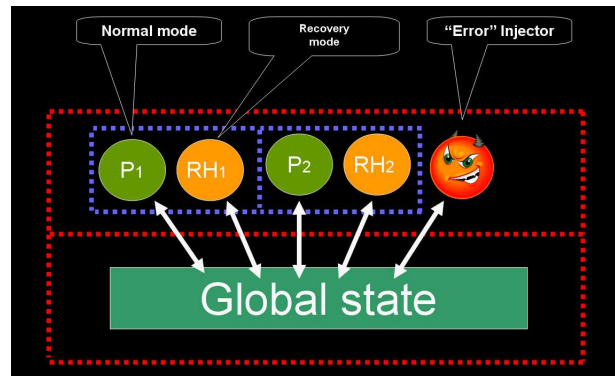 Normal mode
Recovery
mode
“Error” Injector
P1
RH1
P2
RH2
Global state